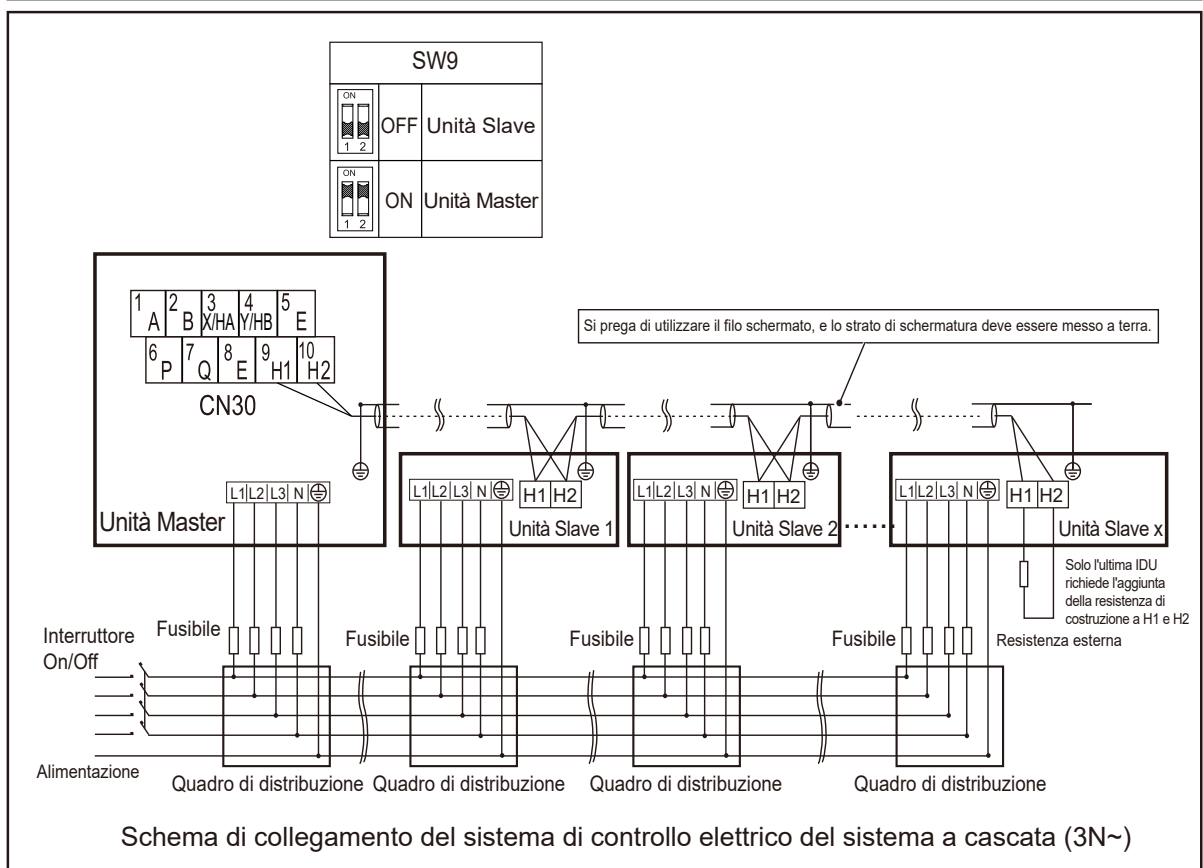 SW9
ON
1 2
OFF
Unità Slave
ON
1 2
ON
Unità Master
1 A
2 B
3 X/HA
4 Y/HB
5 E
6 P
7 Q
8 E
9 H1
10 H2
CN30
Si prega di utilizzare il filo schermato, e lo strato di schermatura deve essere messo a terra.
L1 L2 L3 N
Unità Master
L1 L2 L3 N
H1 H2
Unità Slave 1
L1 L2 L3 N
H1 H2
Unità Slave 2
......
L1 L2 L3 N
H1 H2
Unità Slave x
Solo l'ultima IDU
richiede l'aggiunta
della resistenza di
costruzione a H1 e H2
Resistenza esterna
Interruttore
On/Off
Fusibile
Fusibile
Fusibile
Fusibile
Alimentazione
Quadro di distribuzione
Quadro di distribuzione
Quadro di distribuzione
Quadro di distribuzione
Schema di collegamento del sistema di controllo elettrico del sistema a cascata (3N~)